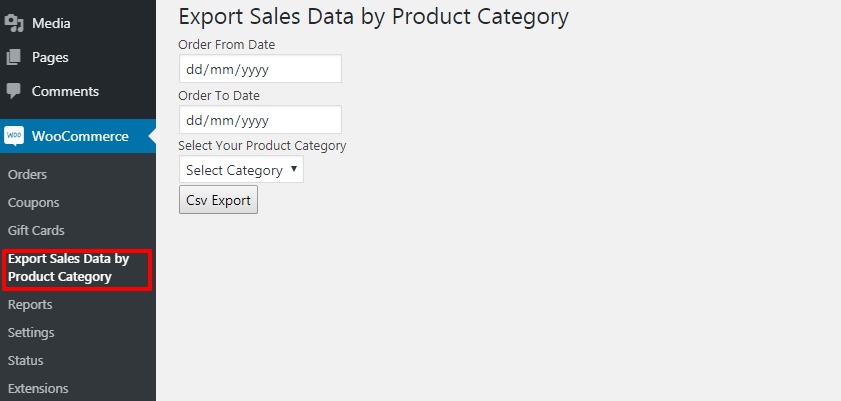 Media
Pages
Comments
WOO
WooCommerce
Orders
Coupons
Gift Cards
Export Sales Data by
Product Category
Reports
Settings
Status
Extensions
Export Sales Data by Product Category
Order From Date
dd/mm/yyyy
Order To Date
dd/mm/yyyy
Select Your Product Category
Select Category
Csv Export